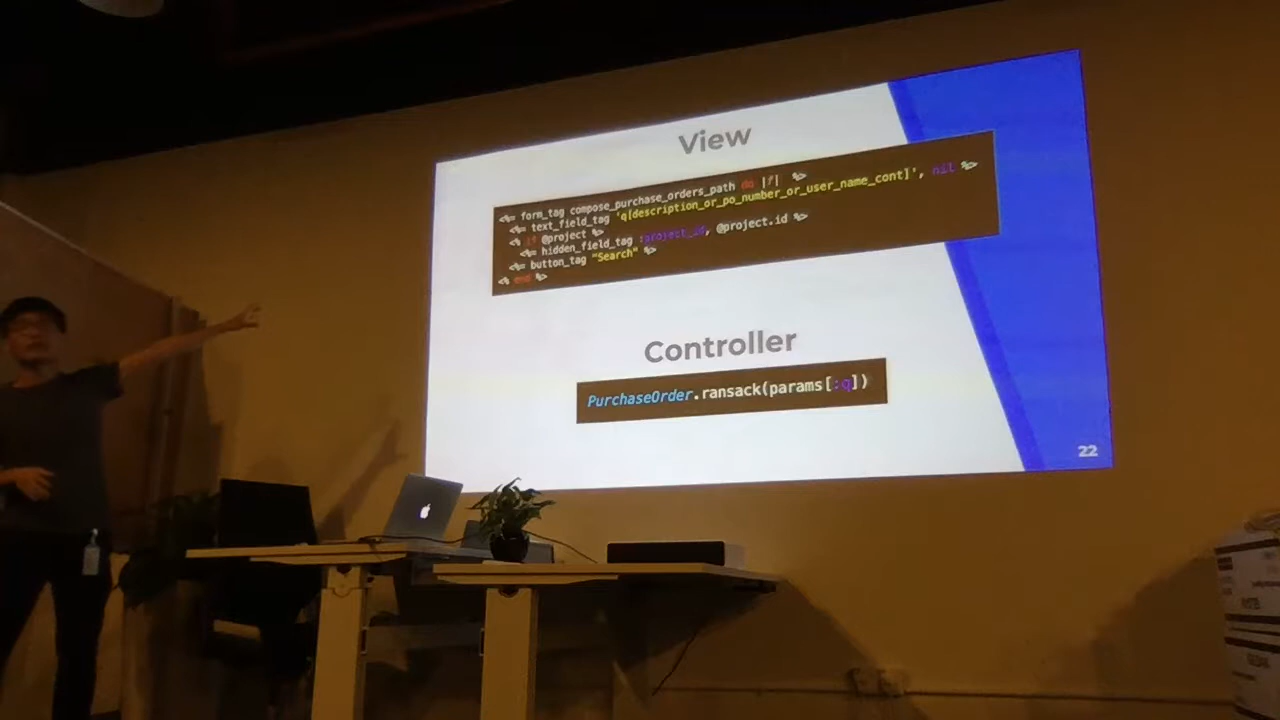 View
<%= form_tag compose_purchase_orders_path do |f| %>
<%= text_field_tag 'q[description_or_po_number_or_user_name_cont]', nil %>
<% if @project %>
<%= hidden_field_tag :project_id, @project.id %>
<%= button_tag "Search" %>
<% end %>
Controller
PurchaseOrder.ransack(params[:q])
22